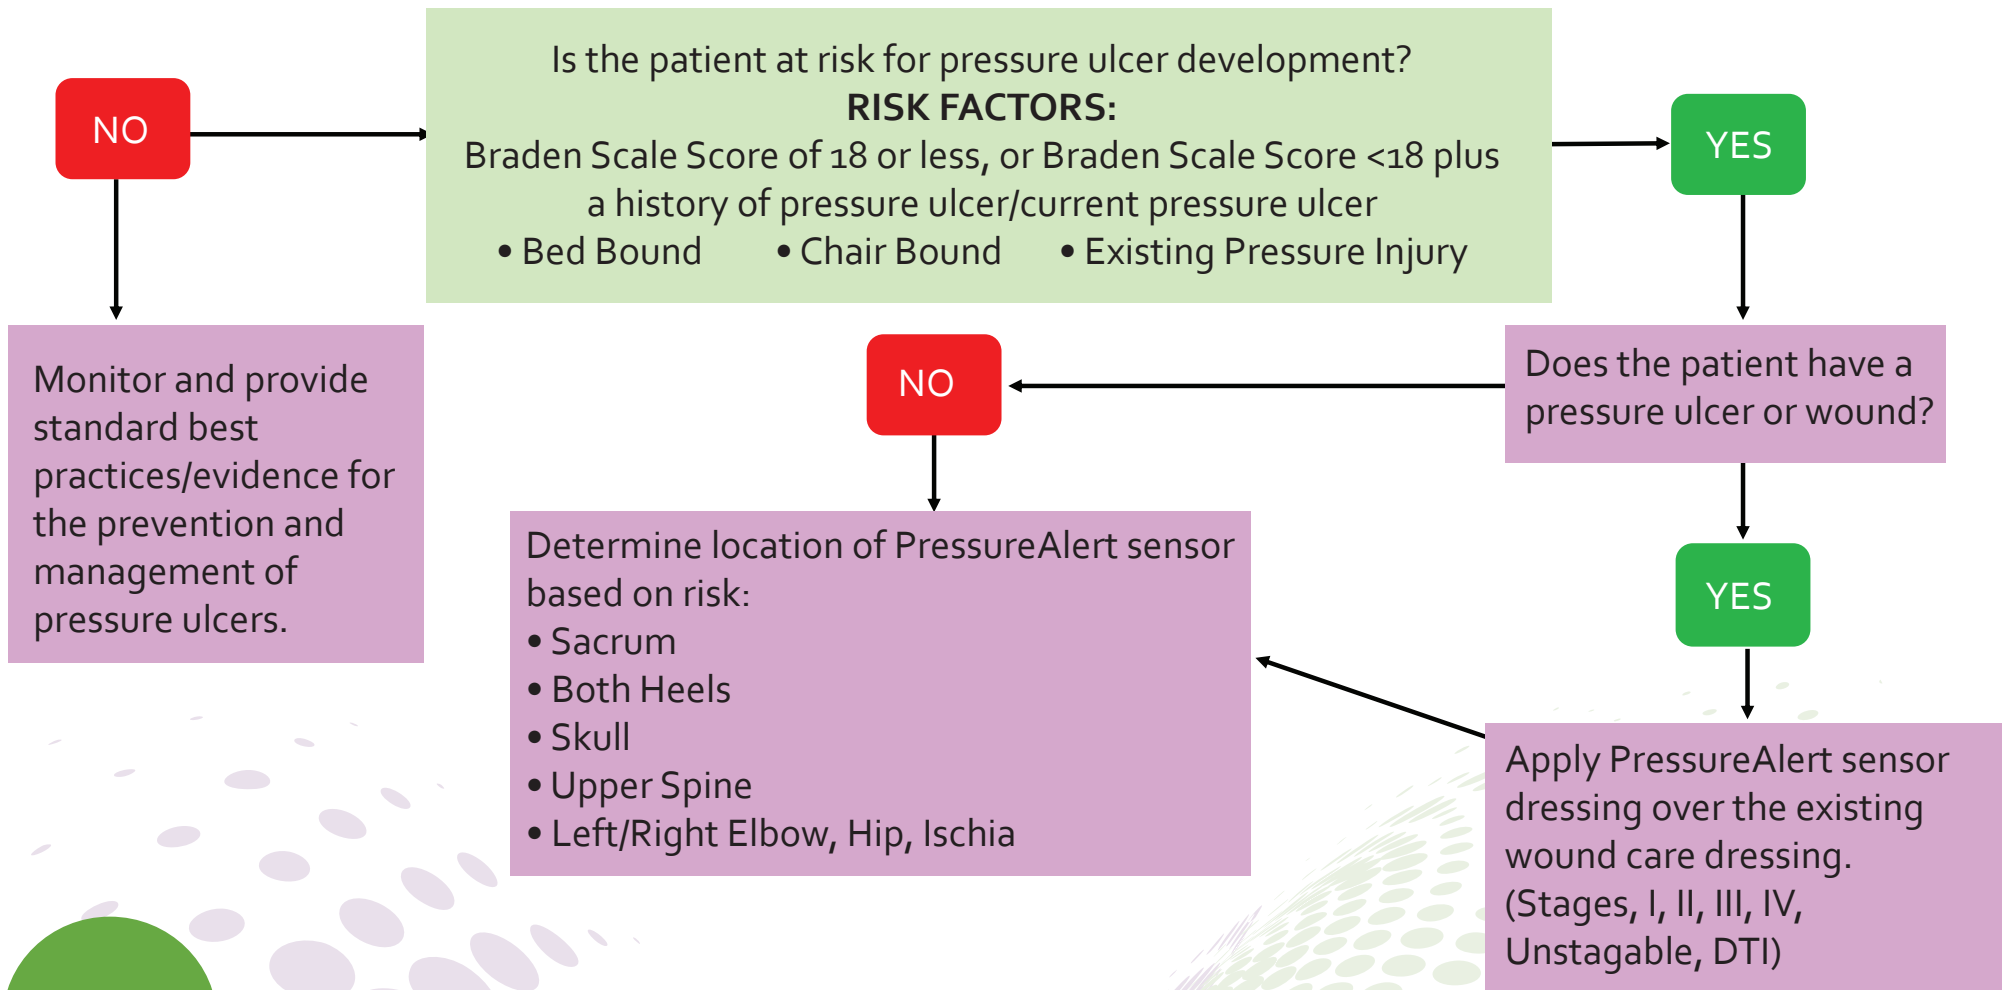 Is the patient at risk for pressure ulcer development?
RISK FACTORS:
Braden Scale Score of 18 or less, or Braden Scale Score <18 plus
a history of pressure ulcer/current pressure ulcer
• Bed Bound • Chair Bound • Existing Pressure Injury
NO
YES
Monitor and provide
standard best
practices/evidence for
the prevention and
management of
pressure ulcers.
NO
Does the patient have a
pressure ulcer or wound?
Determine location of PressureAlert sensor
based on risk:
• Sacrum
• Both Heels
• Skull
• Upper Spine
• Left/Right Elbow, Hip, Ischia
YES
Apply PressureAlert sensor
dressing over the existing
wound care dressing.
(Stages, I, II, III, IV,
Unstagable, DTI)